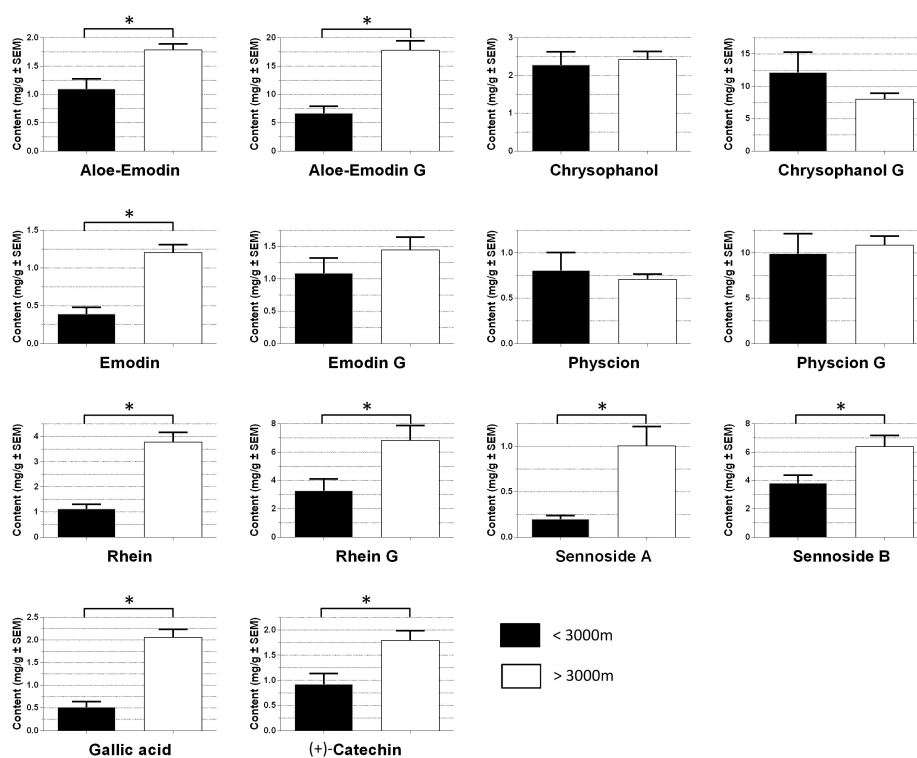 *
*
Content (mg/g ± SEM)
2.0
1.5
1.0
0.5
0.0
Aloe-Emodin
Content (mg/g ± SEM)
20
15
10
5
0
Aloe-Emodin G
Content (mg/g ± SEM)
3
2
1
0
Chrysophanol
Content (mg/g ± SEM)
15
10
5
0
Chrysophanol G
*
Content (mg/g ± SEM)
1.5
1.0
0.5
0.0
Emodin
Content (mg/g ± SEM)
1.5
1.0
0.5
0.0
Emodin G
Content (mg/g ± SEM)
1.0
0.5
0.0
Physcion
Content (mg/g ± SEM)
10
5
0
Physcion G
*
*
*
*
Content (mg/g ± SEM)
4
3
2
1
0
Rhein
Content (mg/g ± SEM)
8
6
4
2
0
Rhein G
Content (mg/g ± SEM)
1.0
0.5
0.0
Sennoside A
Content (mg/g ± SEM)
8
6
4
2
0
Sennoside B
*
*
Content (mg/g ± SEM)
2.5
2.0
1.5
1.0
0.5
0.0
Gallic acid
Content (mg/g ± SEM)
2.0
1.5
1.0
0.5
0.0
(+)-Catechin
< 3000m
> 3000m